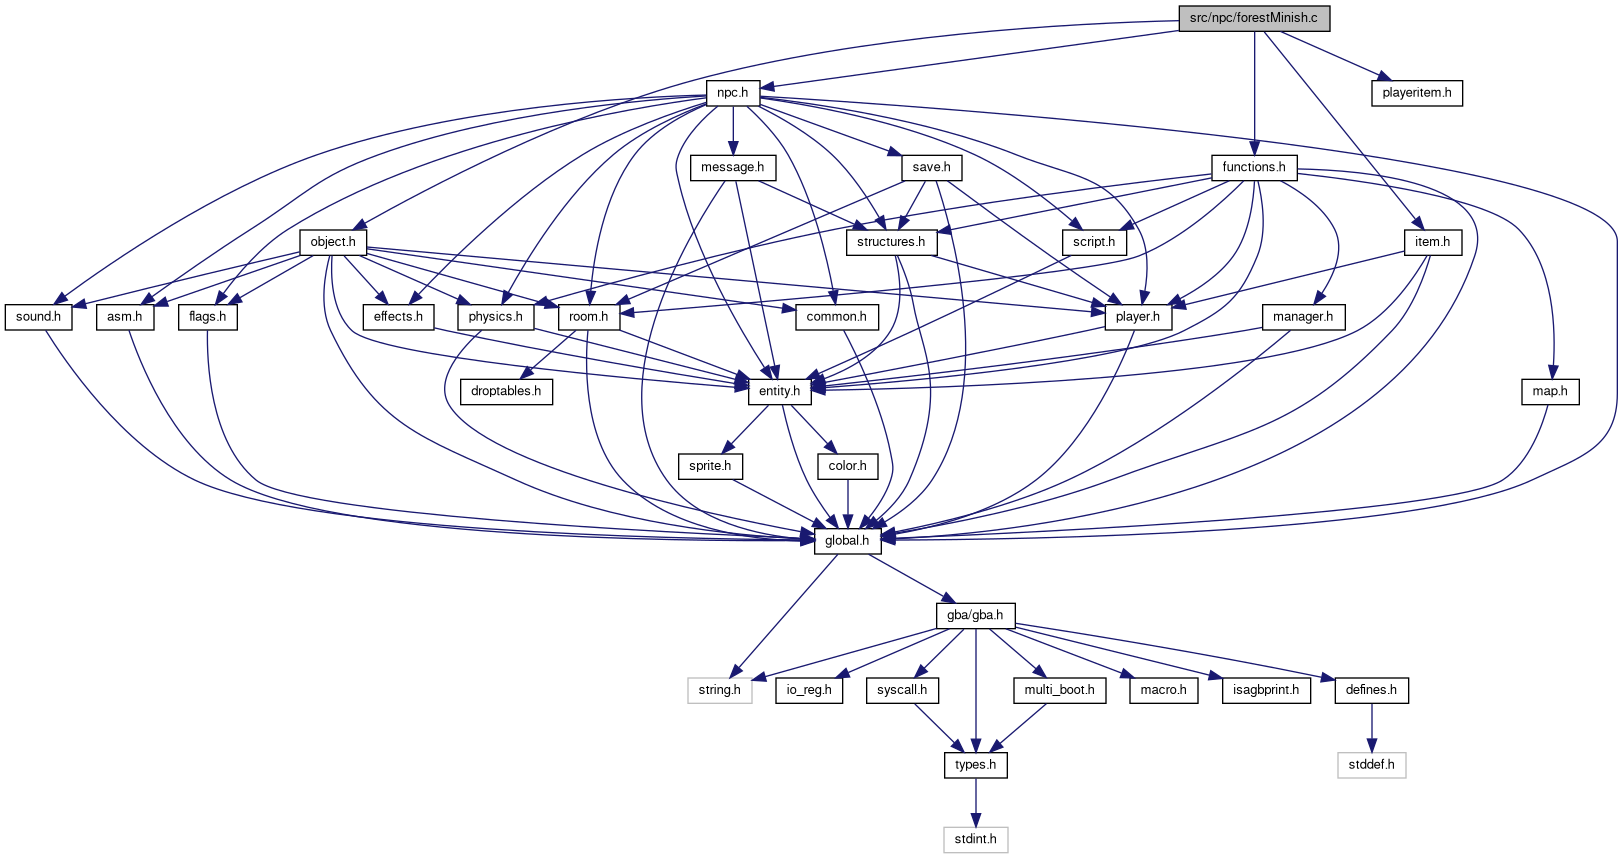 src/npc/forestMinish.c
npc.h
playeritem.h
message.h
save.h
functions.h
object.h
structures.h
script.h
item.h
sound.h
asm.h
flags.h
effects.h
physics.h
room.h
common.h
player.h
manager.h
droptables.h
entity.h
map.h
sprite.h
color.h
global.h
gba/gba.h
string.h
io_reg.h
syscall.h
multi_boot.h
macro.h
isagbprint.h
defines.h
types.h
stddef.h
stdint.h